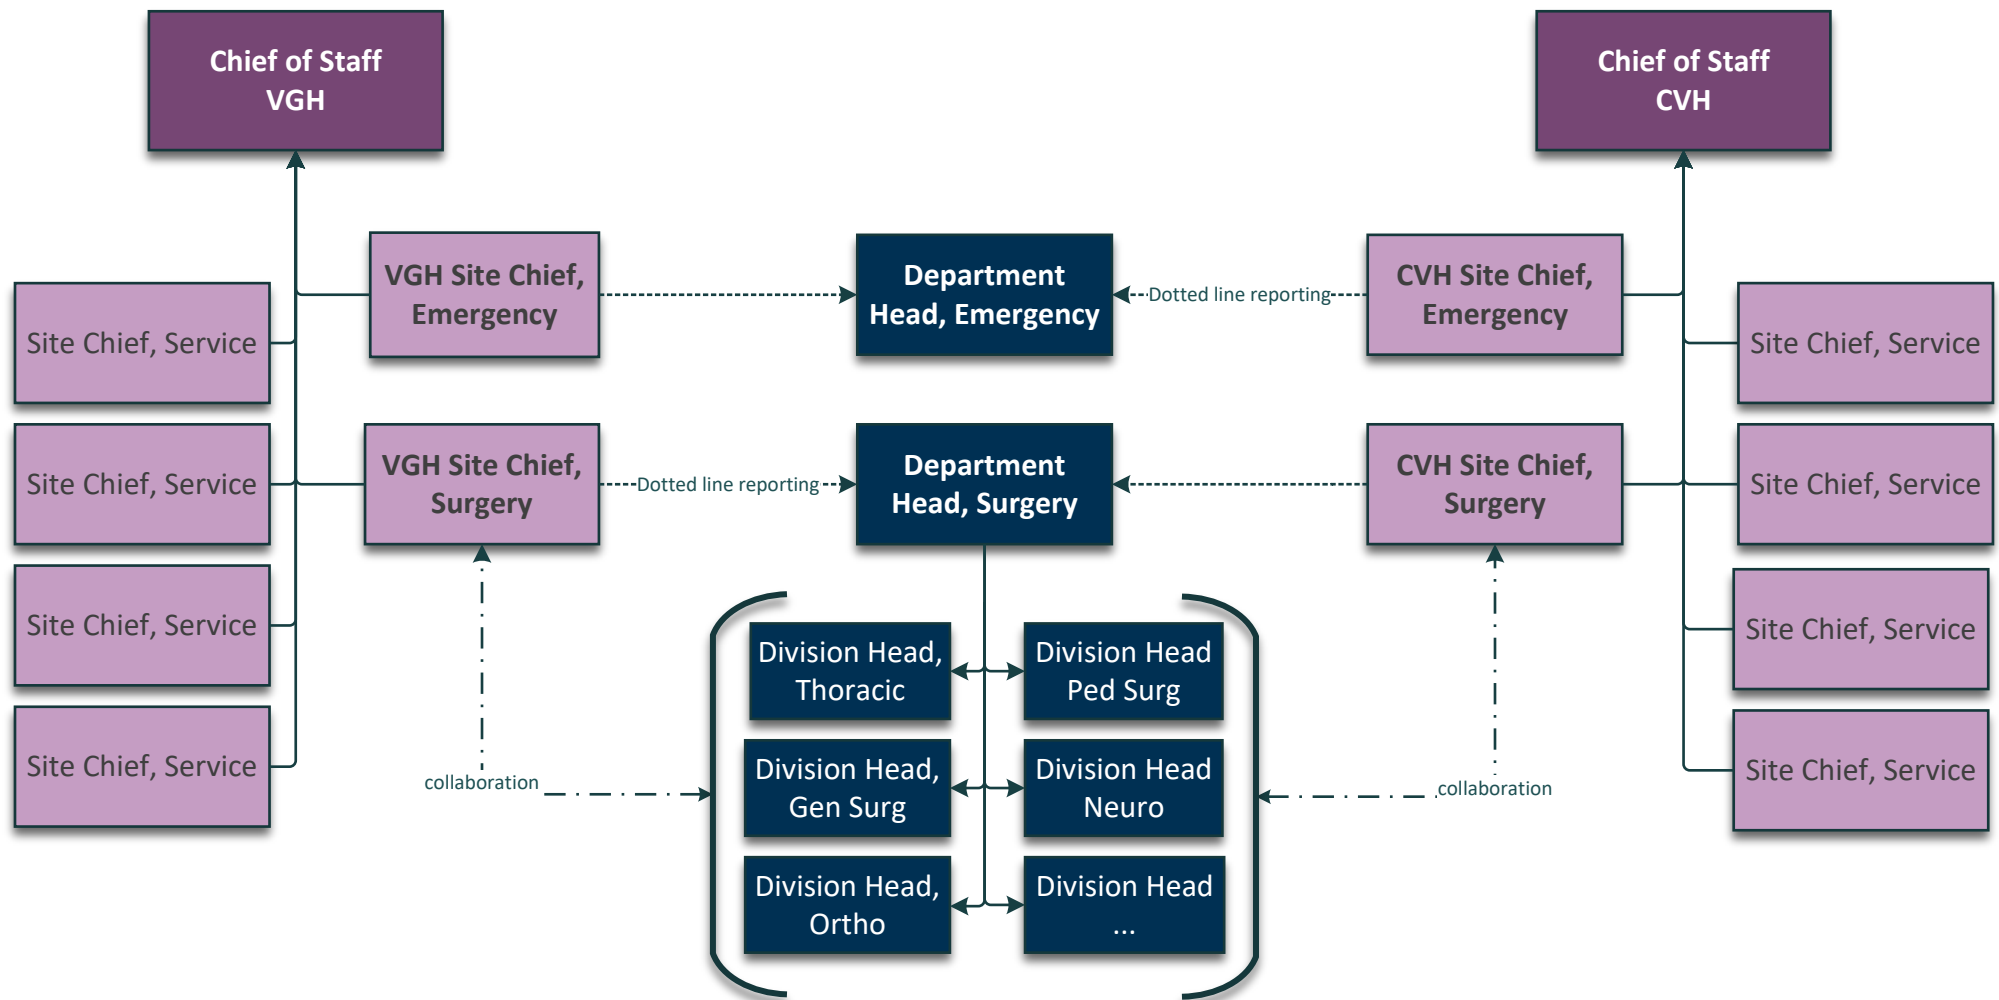 Chief of Staff
VGH
Chief of Staff
CVH
VGH Site Chief,
Emergency
Department
Head, Emergency
Dotted line reporting
CVH Site Chief,
Emergency
Site Chief, Service
Site Chief, Service
VGH Site Chief,
Surgery
Dotted line reporting
Department
Head, Surgery
CVH Site Chief,
Surgery
Site Chief, Service
Site Chief, Service
Site Chief, Service
Site Chief, Service
Site Chief, Service
Site Chief, Service
Division Head,
Thoracic
Division Head
Ped Surg
collaboration
Division Head,
Gen Surg
Division Head
Neuro
collaboration
Division Head,
Ortho
Division Head
...